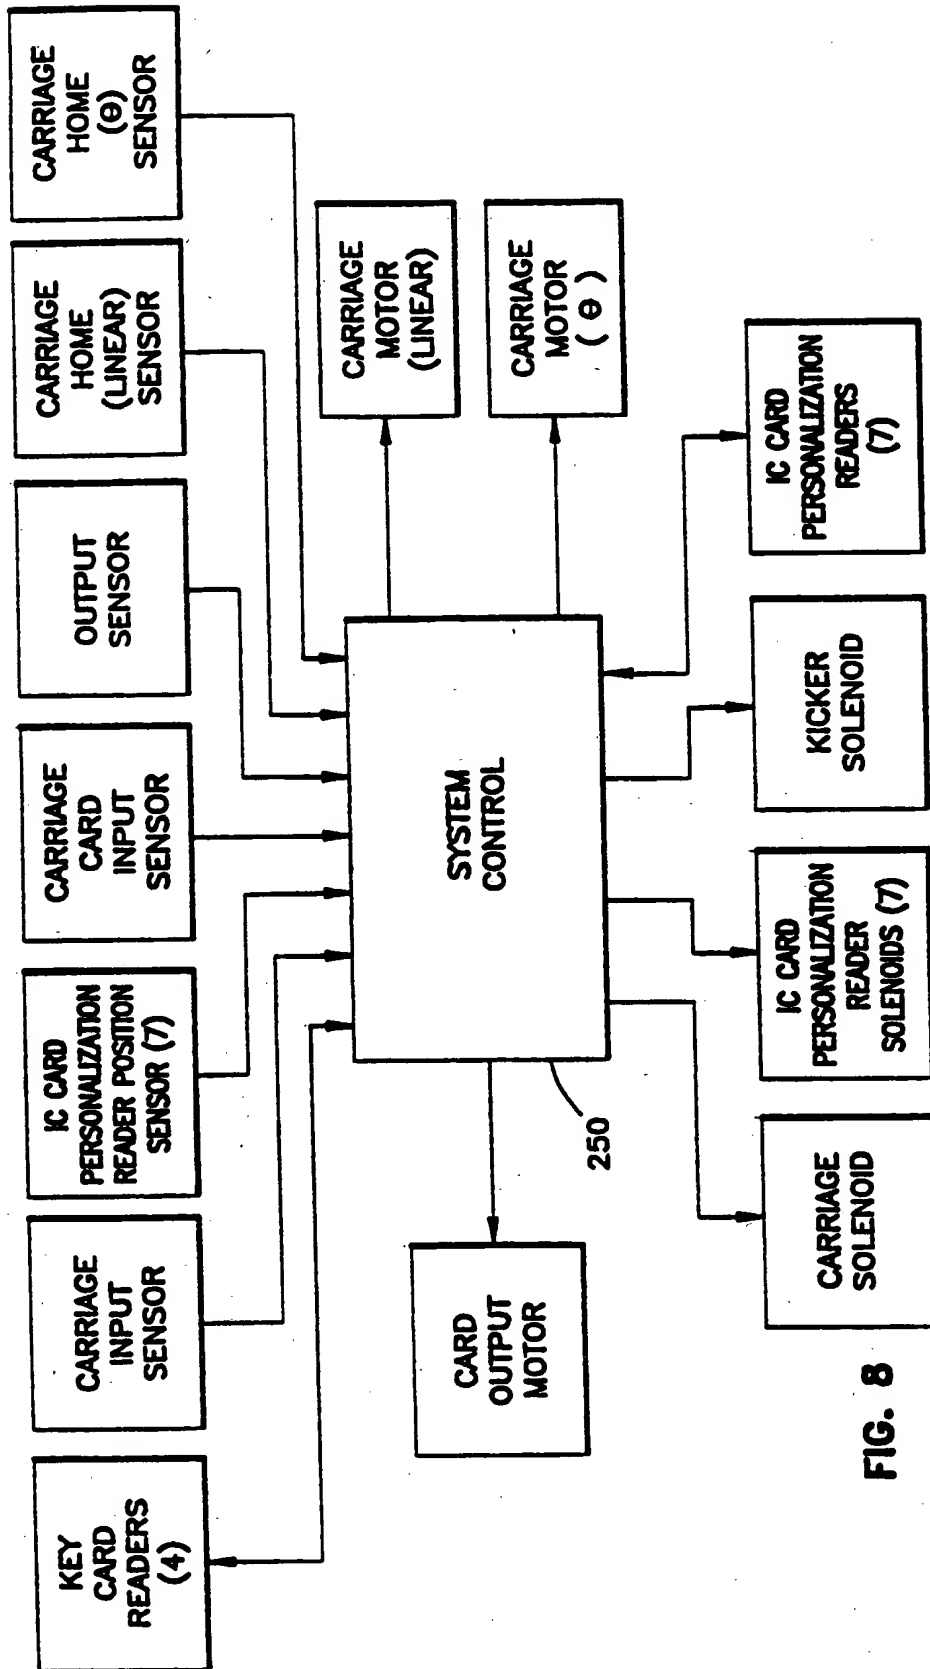 KEY
CARD
READERS
(4)
CARRIAGE
INPUT
SENSOR
IC CARD
PERSONALIZATION
READER POSITION
SENSOR (7)
CARRIAGE
CARD
INPUT
SENSOR
OUTPUT
SENSOR
CARRIAGE
HOME
(LINEAR)
SENSOR
CARRIAGE
HOME
(Θ)
SENSOR
CARD
OUTPUT
MOTOR
SYSTEM
CONTROL
250
CARRIAGE
MOTOR
(LINEAR)
CARRIAGE
MOTOR
(Θ)
CARRIAGE
SOLENOID
IC CARD
PERSONALIZATION
READER
SOLENOIDS (7)
KICKER
SOLENOID
IC CARD
PERSONALIZATION
READERS
(7)
FIG. 8